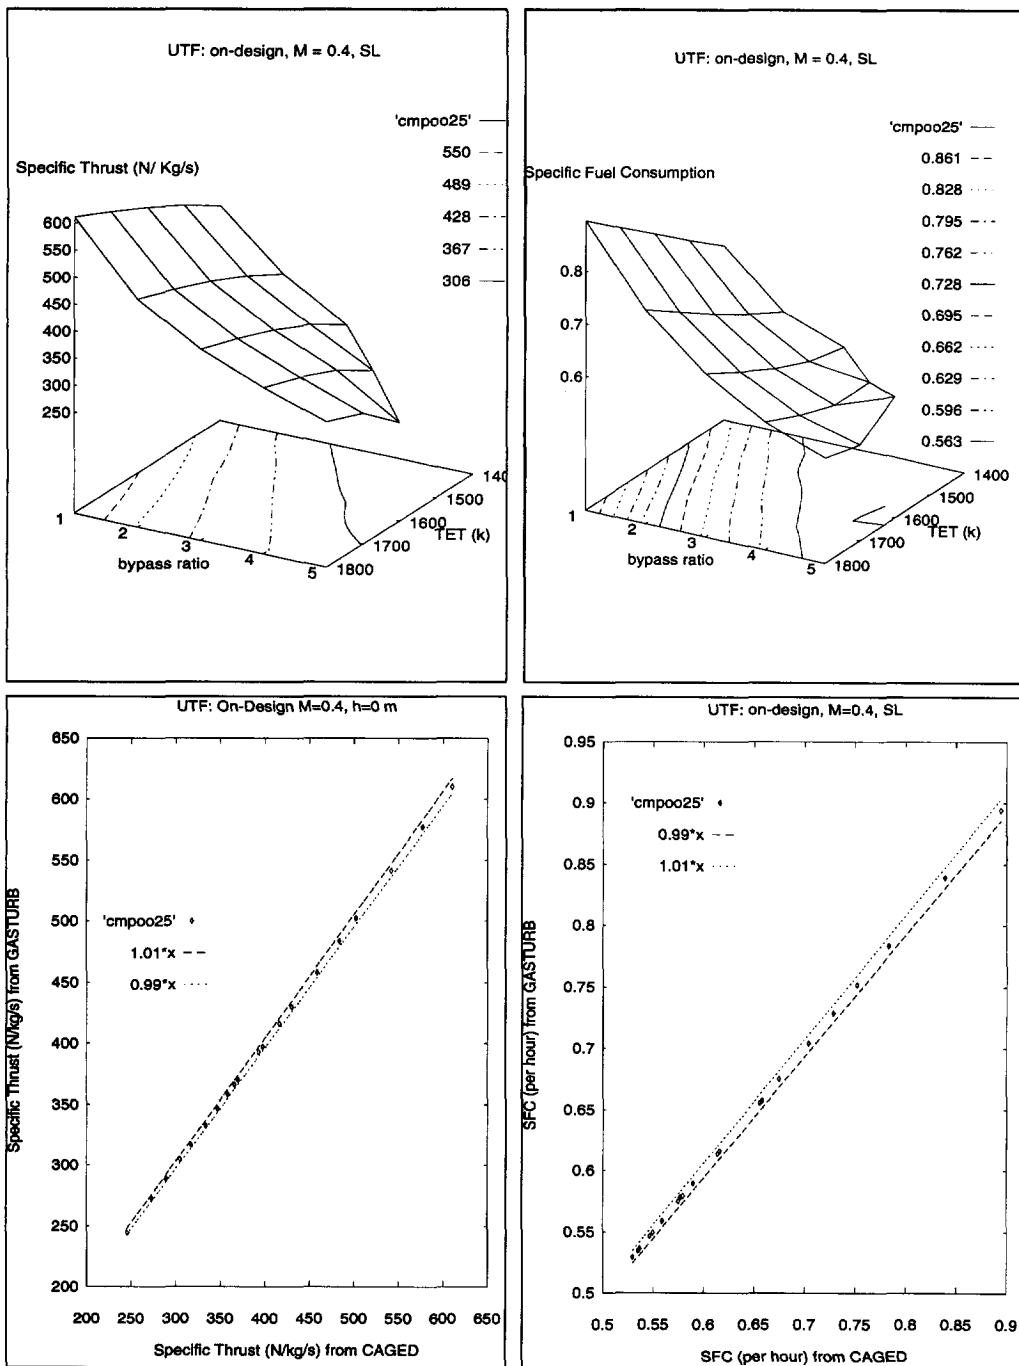 UTF: on-design, M = 0.4, SL
'cmpoo25'
550
489
428
367
306
Specific Thrust (N/ Kg/s)
600
550
500
450
400
350
300
250
1
2
3
4
5
bypass ratio
140
1500
1600
1700
1800
TET (k)
UTF: on-design, M = 0.4, SL
'cmpoo25'
0.861
0.828
0.795
0.762
0.728
0.695
0.662
0.629
0.596
0.563
Specific Fuel Consumption
0.8
0.7
0.6
1
2
3
4
5
bypass ratio
1400
1500
1600
1700
1800
TET (k)
UTF: On-Design M=0.4, h=0 m
650
600
550
500
450
400
350
300
250
200
'cmpoo25'
1.01*x
0.99*x
Specific Thrust (N/kg/s) from GASTURB
200 250 300 350 400 450 500 550 600 650
Specific Thrust (N/kg/s) from CAGED
UTF: on-design, M=0.4, SL
0.95
0.9
0.85
0.8
0.75
0.7
0.65
0.6
0.55
0.5
'cmpoo25'
0.99*x
1.01*x
SFC (per hour) from GASTURB
0.5 0.55 0.6 0.65 0.7 0.75 0.8 0.85 0.9
SFC (per hour) from CAGED